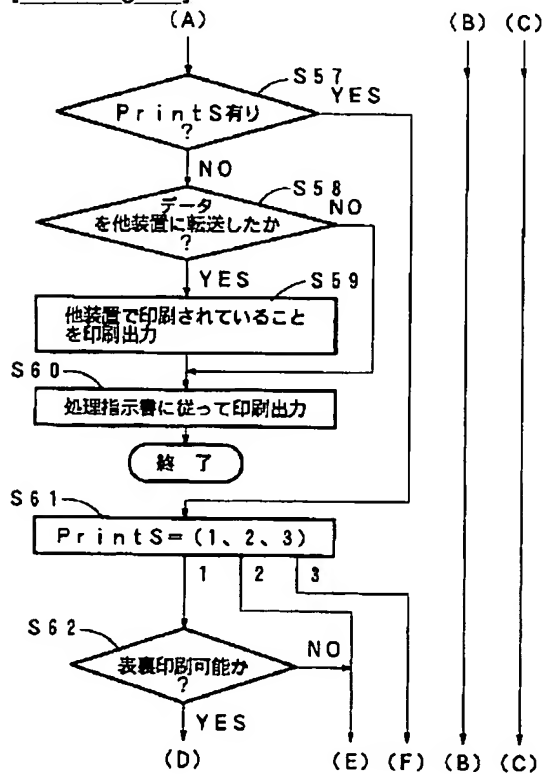 (A)
(B) (C)
S57
PrintS有り
?
YES
NO
S58
データ
を他装置に転送したか
?
NO
YES
S59
他装置で印刷されていること
を印刷出力
S60
処理指示書に従って印刷出力
終 了
S61
PrintS=(1、2、3)
1 2 3
S62
表裏印刷可能か
?
NO
YES
(D) (E) (F) (B) (C)